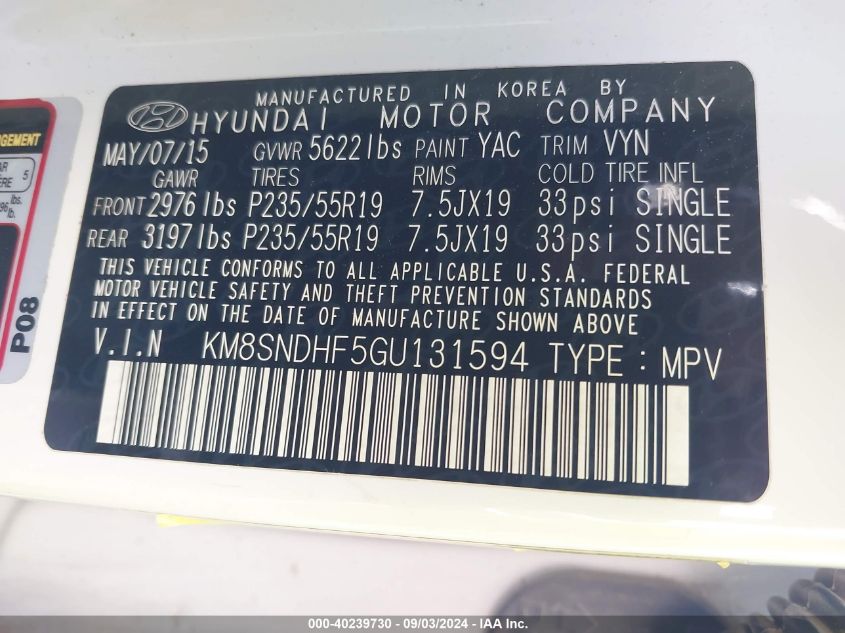 MANUFACTURED IN KOREA BY
HYUNDAI MOTOR COMPANY
MAY/07/15 GVWR 5622lbs PAINT YAC TRIM VYN
GAWR TIRES RIMS COLD TIRE INFL
FRONT 2976lbs P235/55R19 7.5JX19 33psi SINGLE
REAR 3197lbs P235/55R19 7.5JX19 33psi SINGLE
THIS VEHICLE CONFORMS TO ALL APPLICABLE U.S.A. FEDERAL
MOTOR VEHICLE SAFETY AND THEFT PREVENTION STANDARDS
IN EFFECT ON THE DATE OF MANUFACTURE SHOWN ABOVE
V.I.N KM8SNDHF5GU131594 TYPE : MPV
5
lbs.
P08
000-40239730 - 09/03/2024 - IAA Inc.